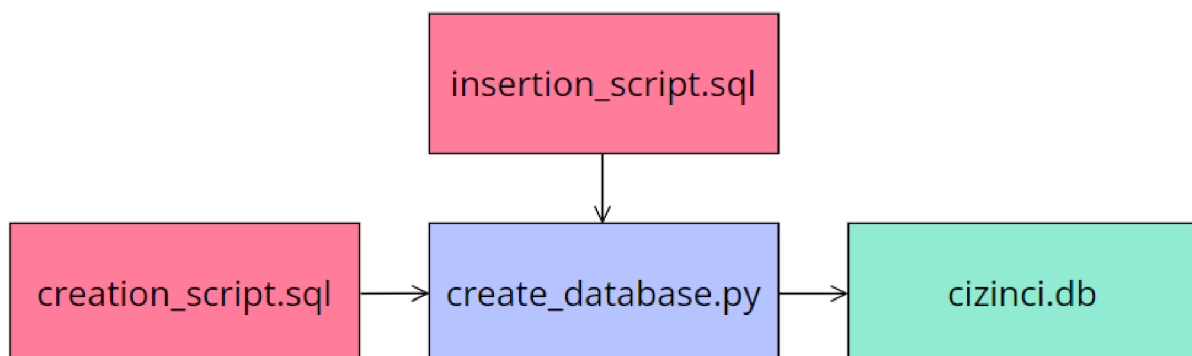 insertion_script.sql
creation_script.sql
create_database.py
cizinci.db